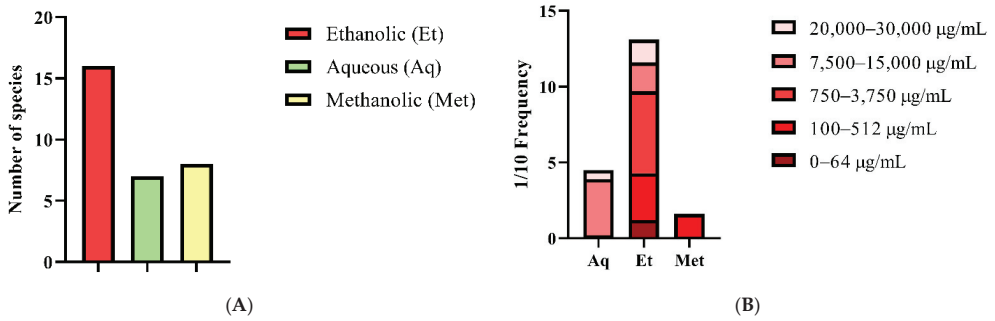 20
15
10
5
0
Number of species
Ethanolic (Et)
Aqueous (Aq)
Methanolic (Met)
(A)
15
10
5
0
1/10 Frequency
Aq Et Met
20,000–30,000 µg/mL
7,500–15,000 µg/mL
750–3,750 µg/mL
100–512 µg/mL
0–64 µg/mL
(B)